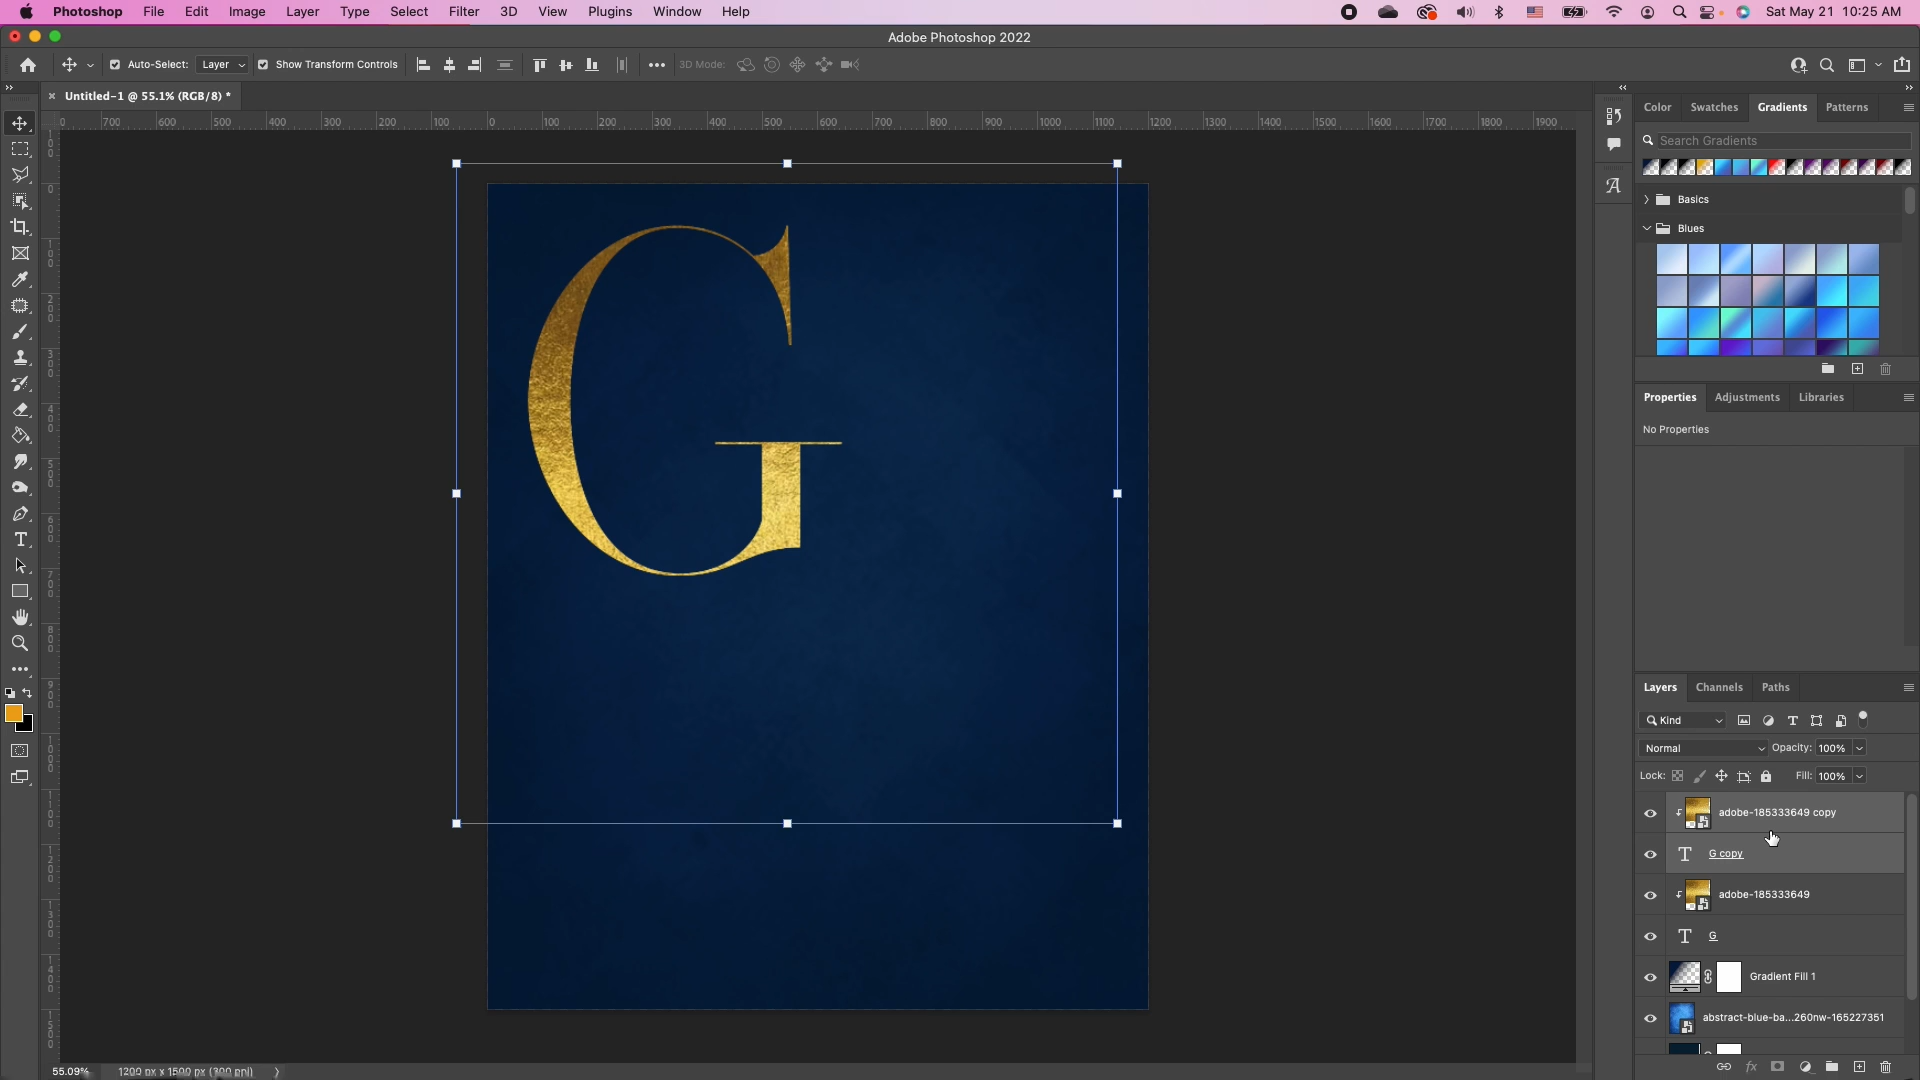 Photoshop File Edit Image Layer Type Select Filter 3D View Plugins Window Help Sat May 21 10:25 AM
Adobe Photoshop 2022
Auto-Select: Layer Show Transform Controls 3D Mode:
Untitled-1 @ 55.1% (RGB/8) *
Color Swatches Gradients Patterns
700 600 500 400 300 200 100 0 100 200 300 400 500 600 700 800 900 1000 1100 1200 1300 1400 1500 1600 1700 1800 1900
Search Gradients
Basics
Blues
G
Properties Adjustments Libraries
No Properties
Layers Channels Paths
Kind
Normal Opacity: 100%
Lock: Fill: 100%
adobe-185333649 copy
T G copy
adobe-185333649
T G
Gradient Fill 1
abstract-blue-ba...260nw-165227351
55.09% 1200 px x 1500 px (300 ppi)